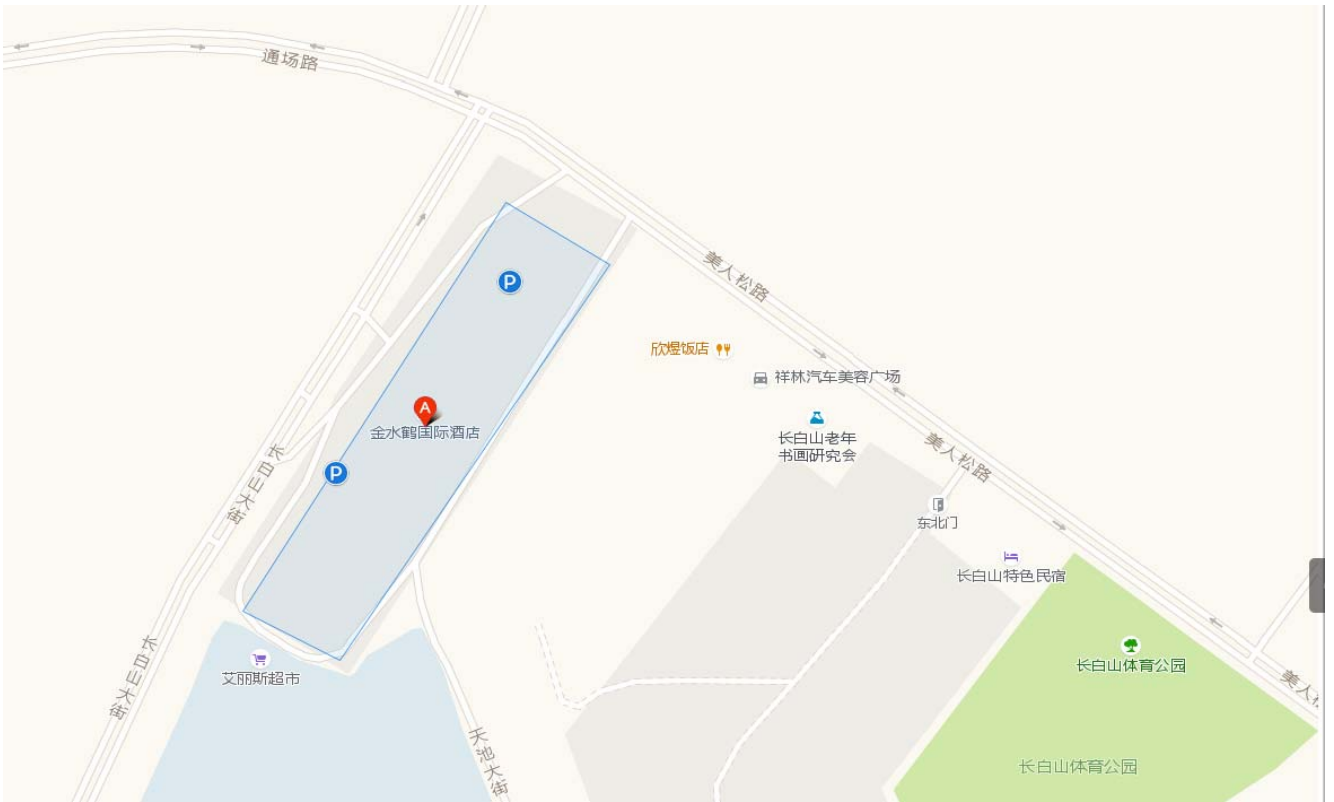 通场路
美人松路
P
欣煜饭店
祥林汽车美容广场
A
金水鹤国际酒店
长白山老年
书画研究会
美人松路
P
长白山大街
东北门
长白山特色民宿
长白山大街
艾丽斯超市
长白山体育公园
美人松
天池大街
长白山体育公园